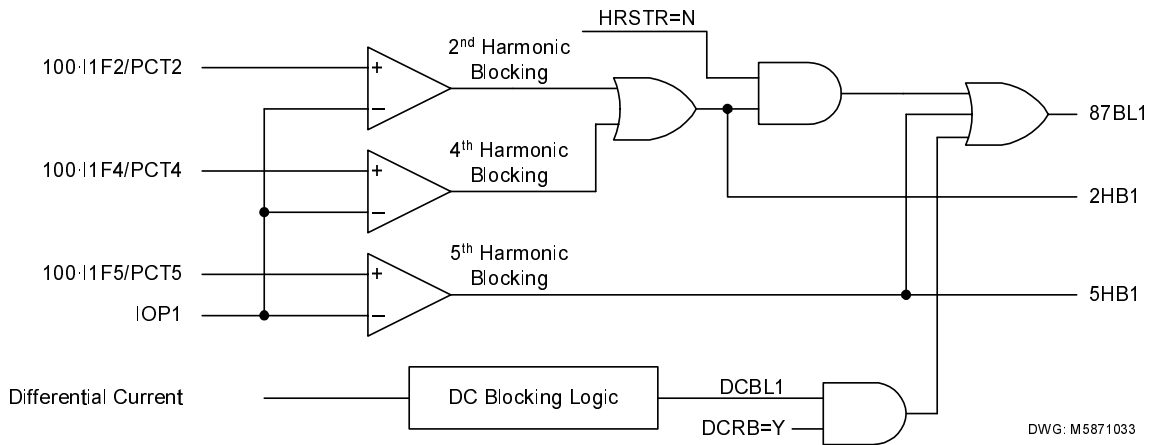 HRSTR=N
100·I1F2/PCT2
+
−
2nd Harmonic
Blocking
87BL1
100·I1F4/PCT4
+
−
4th Harmonic
Blocking
2HB1
100·I1F5/PCT5
+
−
5th Harmonic
Blocking
5HB1
IOP1
Differential Current
DC Blocking Logic
DCBL1
DCRB=Y
DWG: M5871033